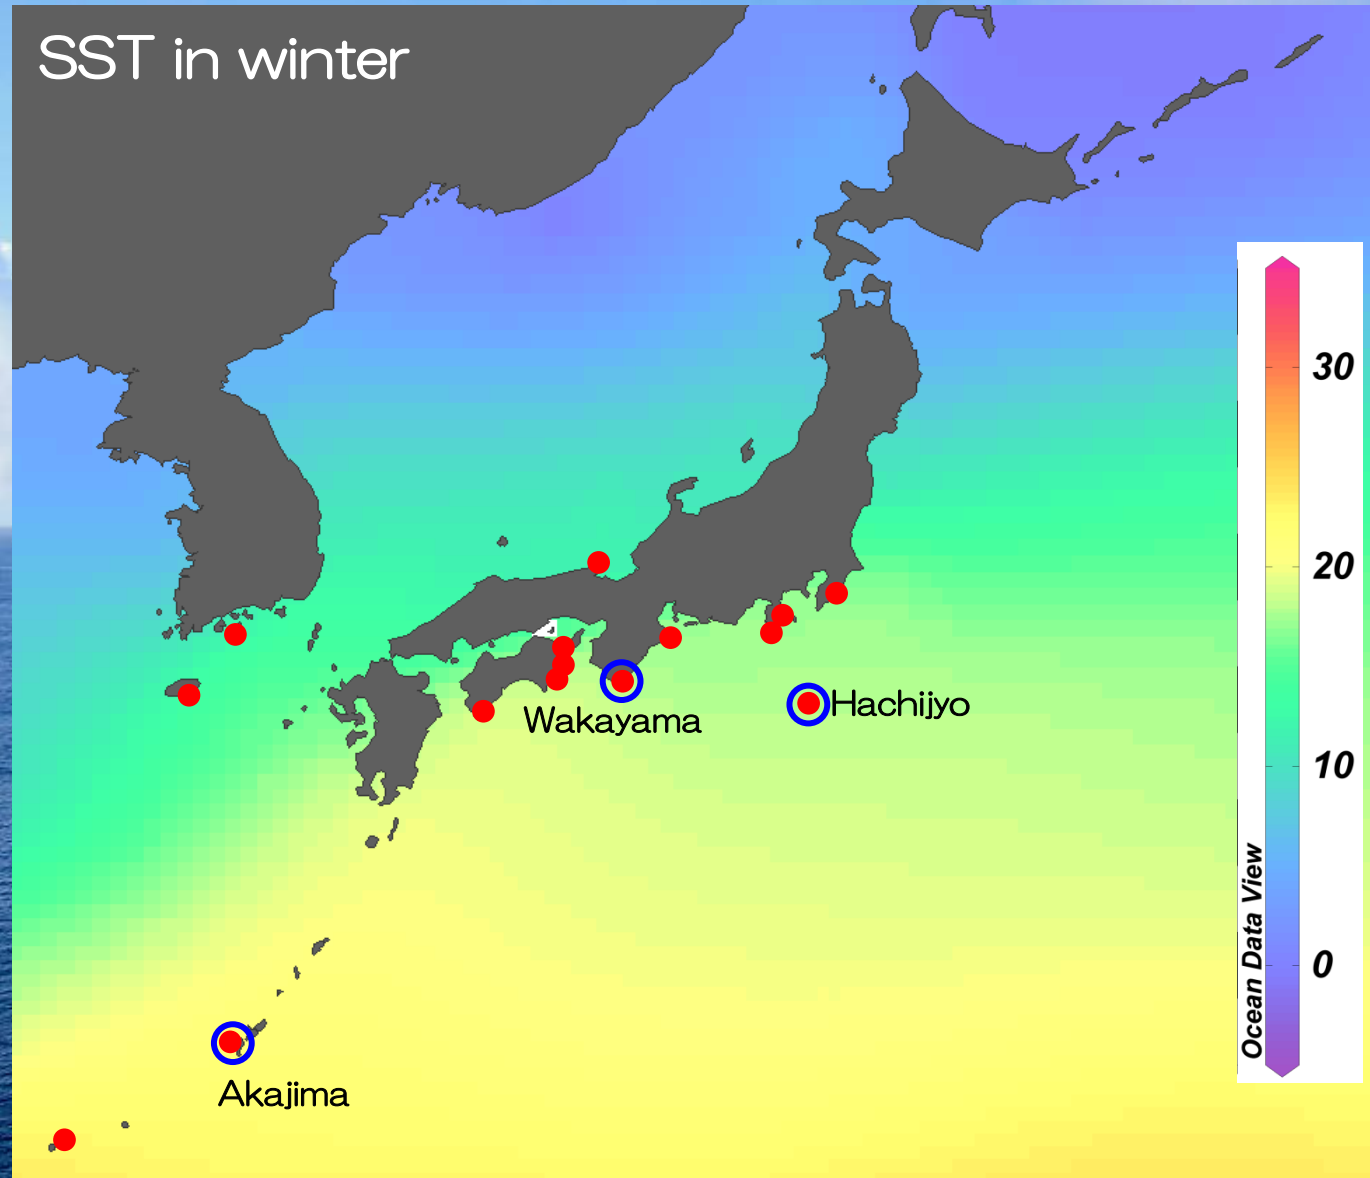 SST in winter
30
20
10
0
Ocean Data View
Wakayama
Hachijyo
Akajima